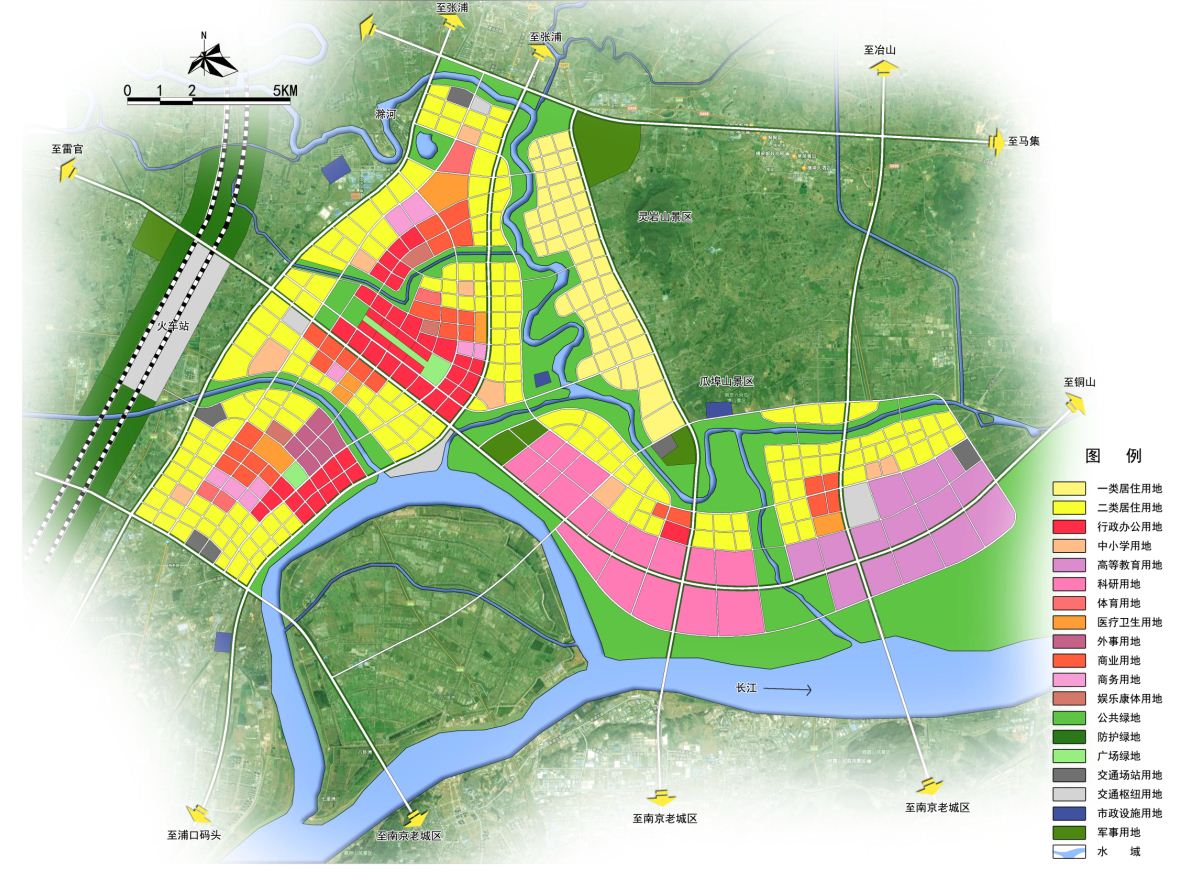 至张浦
至张浦
至冶山
N
0 1 2 5KM
滁河
至雷官
至马集
灵岩山景区
火车站
瓜埠山景区
至铜山
图 例
一类居住用地
二类居住用地
行政办公用地
中小学用地
高等教育用地
科研用地
体育用地
医疗卫生用地
外事用地
商业用地
商务用地
娱乐康体用地
公共绿地
防护绿地
广场绿地
交通场站用地
交通枢纽用地
市政设施用地
军事用地
水 域
长江
至浦口码头
至南京老城区
至南京老城区
至南京老城区